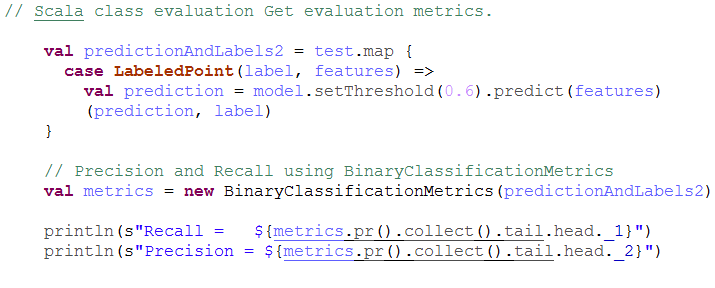 // Scala class evaluation Get evaluation metrics.
val predictionAndLabels2 = test.map {
case LabeledPoint(label, features) =>
val prediction = model.setThreshold(0.6).predict(features)
(prediction, label)
}
// Precision and Recall using BinaryClassificationMetrics
val metrics = new BinaryClassificationMetrics(predictionAndLabels2)
println(s"Recall =   ${metrics.pr().collect().tail.head._1}")
println(s"Precision = ${metrics.pr().collect().tail.head._2}")